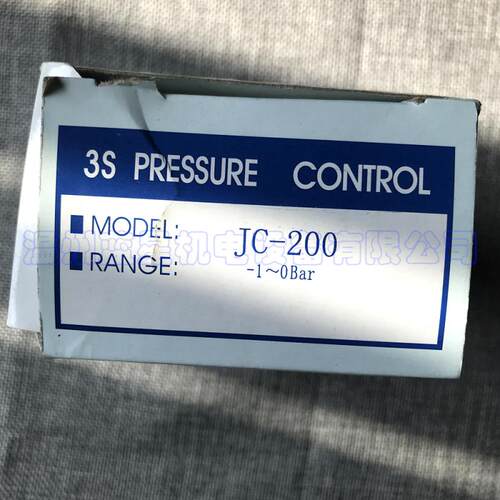 3S PRESSURE CONTROL
MODEL: JC-200
RANGE: -1~0Bar